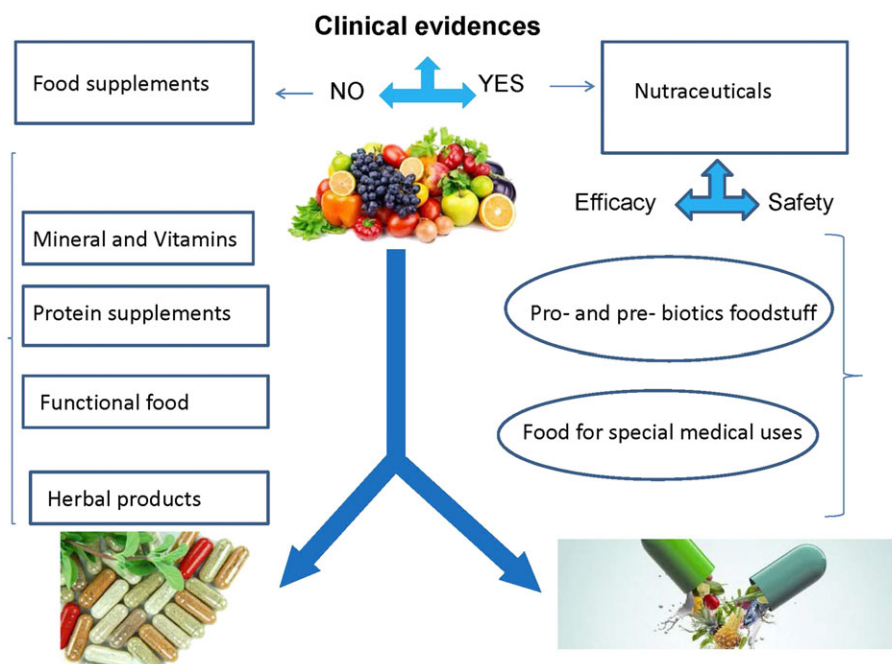 Clinical evidences
Food supplements
NO
YES
Nutraceuticals
Efficacy
Safety
Mineral and Vitamins
Protein supplements
Functional food
Herbal products
Pro- and pre- biotics foodstuff
Food for special medical uses